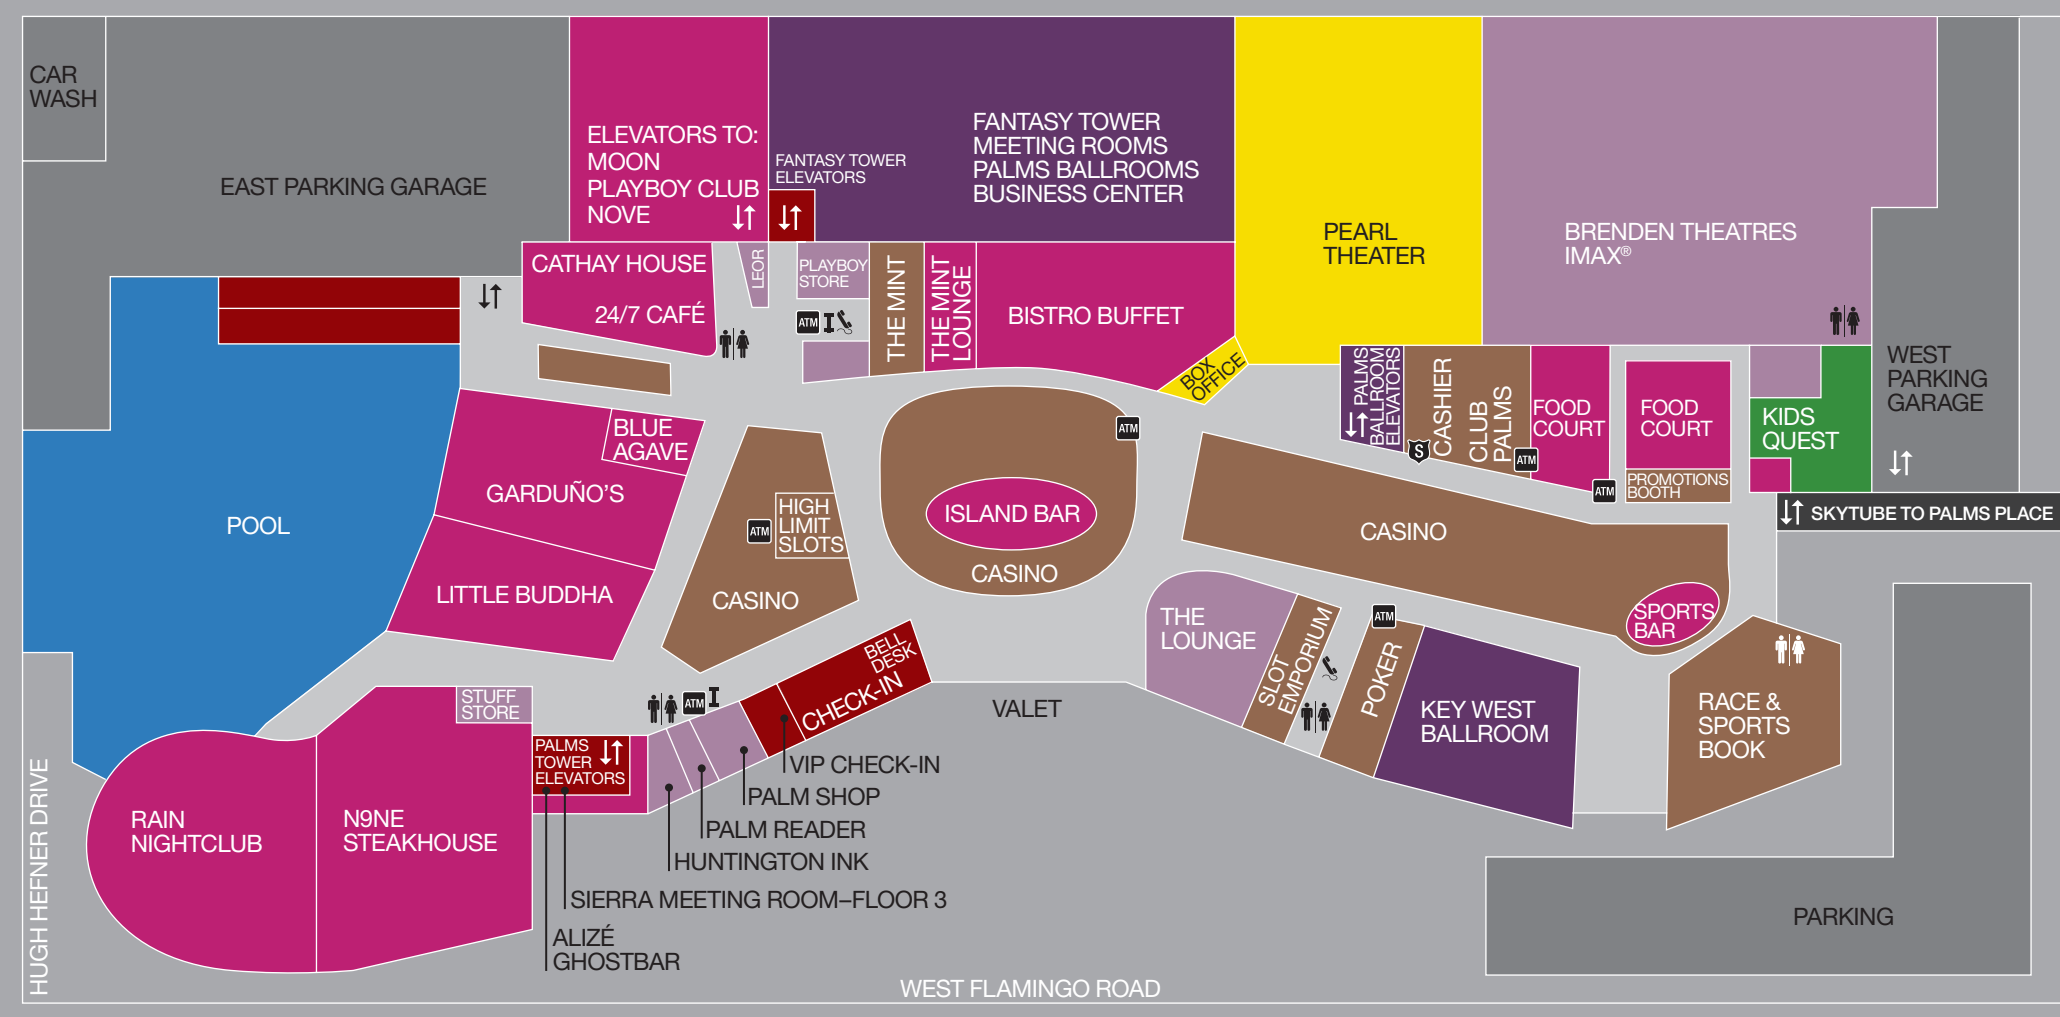 CAR
WASH
EAST PARKING GARAGE
ELEVATORS TO:
MOON
PLAYBOY CLUB
NOVE
FANTASY TOWER
ELEVATORS
FANTASY TOWER
MEETING ROOMS
PALMS BALLROOMS
BUSINESS CENTER
PEARL
THEATER
BRENDEN THEATRES
IMAX®
CATHAY HOUSE
24/7 CAFÉ
LEOR
PLAYBOY
STORE
ATM
THE MINT
THE MINT
LOUNGE
BISTRO BUFFET
BOX
OFFICE
PALMS
BALLROOM
ELEVATORS
S
CASHIER
CLUB
PALMS
ATM
FOOD
COURT
ATM
FOOD
COURT
PROMOTIONS
BOOTH
KIDS
QUEST
WEST
PARKING
GARAGE
SKYTUBE TO PALMS PLACE
POOL
BLUE
AGAVE
GARDUÑO'S
LITTLE BUDDHA
ATM
HIGH
LIMIT
SLOTS
CASINO
ATM
ISLAND BAR
CASINO
CASINO
SPORTS
BAR
THE
LOUNGE
SLOT
EMPORIUM
ATM
POKER
KEY WEST
BALLROOM
RACE &
SPORTS
BOOK
STUFF
STORE
ATM
BELL
DESK
CHECK-IN
VALET
PALMS
TOWER
ELEVATORS
VIP CHECK-IN
PALM SHOP
PALM READER
HUNTINGTON INK
SIERRA MEETING ROOM–FLOOR 3
ALIZÉ
GHOSTBAR
RAIN
NIGHTCLUB
N9NE
STEAKHOUSE
HUGH HEFNER DRIVE
PARKING
WEST FLAMINGO ROAD